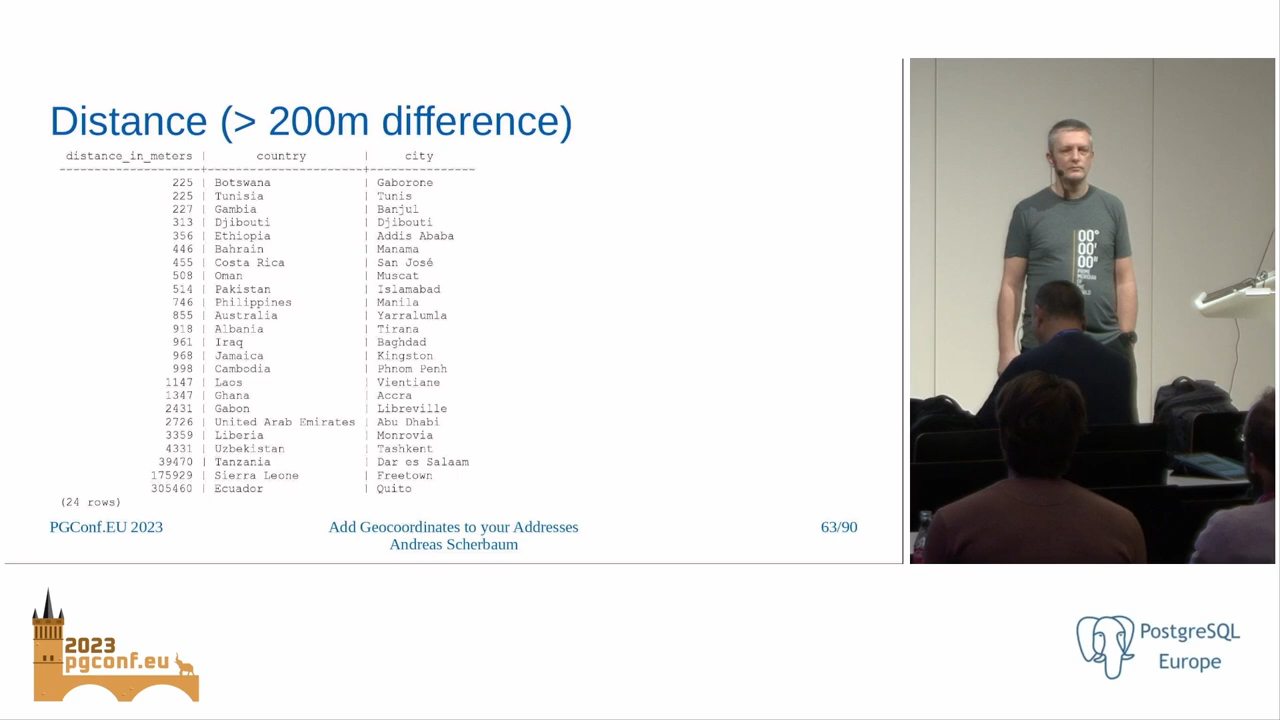 Distance (> 200m difference)
distance_in_meters | country | city
--------------------+----------------------+---------------
225 | Botswana | Gaborone
225 | Tunisia | Tunis
227 | Gambia | Banjul
313 | Djibouti | Djibouti
356 | Ethiopia | Addis Ababa
446 | Bahrain | Manama
455 | Costa Rica | San José
508 | Oman | Muscat
514 | Pakistan | Islamabad
746 | Philippines | Manila
855 | Australia | Yarralumla
918 | Albania | Tirana
961 | Iraq | Baghdad
968 | Jamaica | Kingston
998 | Cambodia | Phnom Penh
1147 | Laos | Vientiane
1347 | Ghana | Accra
2431 | Gabon | Libreville
2726 | United Arab Emirates | Abu Dhabi
3359 | Liberia | Monrovia
4331 | Uzbekistan | Tashkent
39470 | Tanzania | Dar es Salaam
175929 | Sierra Leone | Freetown
305460 | Ecuador | Quito
(24 rows)
PGConf.EU 2023
Add Geocoordinates to your Addresses
Andreas Scherbaum
63/90
00°
00'
00"
PRIME
MERIDIAN
2023
pgconf.eu
PostgreSQL
Europe